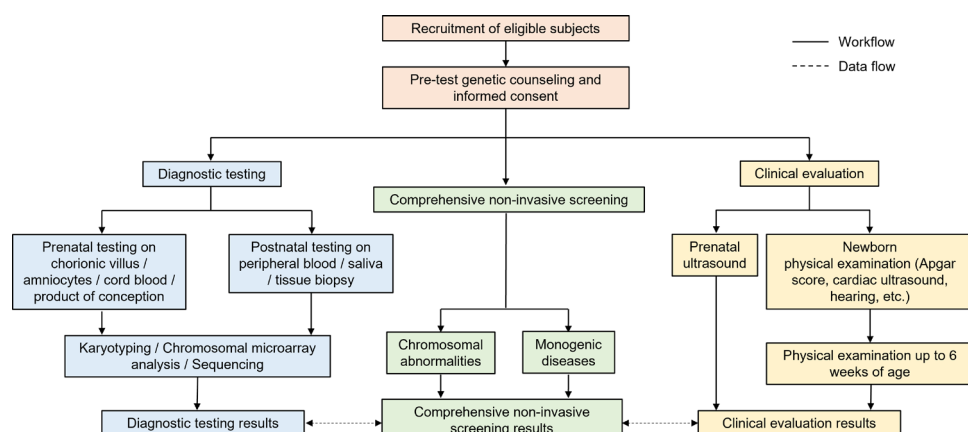 Recruitment of eligible subjects
Workflow
Data flow
Pre-test genetic counseling and
informed consent
Diagnostic testing
Comprehensive non-invasive screening
Clinical evaluation
Prenatal testing on
chorionic villus /
amniocytes / cord blood /
product of conception
Postnatal testing on
peripheral blood / saliva
/ tissue biopsy
Prenatal
ultrasound
Newborn
physical examination (Apgar
score, cardiac ultrasound,
hearing, etc.)
Karyotyping / Chromosomal microarray
analysis / Sequencing
Chromosomal
abnormalities
Monogenic
diseases
Physical examination up to 6
weeks of age
Diagnostic testing results
Comprehensive non-invasive
screening results
Clinical evaluation results